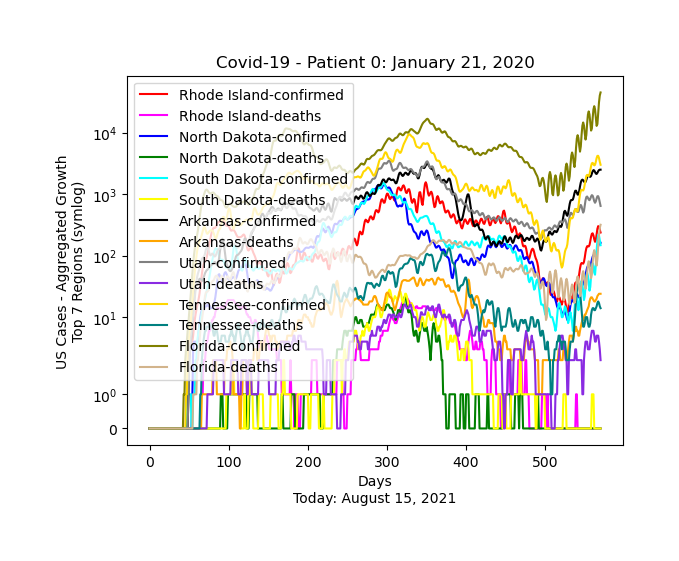 Covid-19 - Patient 0: January 21, 2020
US Cases - Aggregated Growth
Top 7 Regions (symlog)
10^4
10^3
10^2
10^1
10^0
0
Rhode Island-confirmed
Rhode Island-deaths
North Dakota-confirmed
North Dakota-deaths
South Dakota-confirmed
South Dakota-deaths
Arkansas-confirmed
Arkansas-deaths
Utah-confirmed
Utah-deaths
Tennessee-confirmed
Tennessee-deaths
Florida-confirmed
Florida-deaths
0 100 200 300 400 500
Days
Today: August 15, 2021